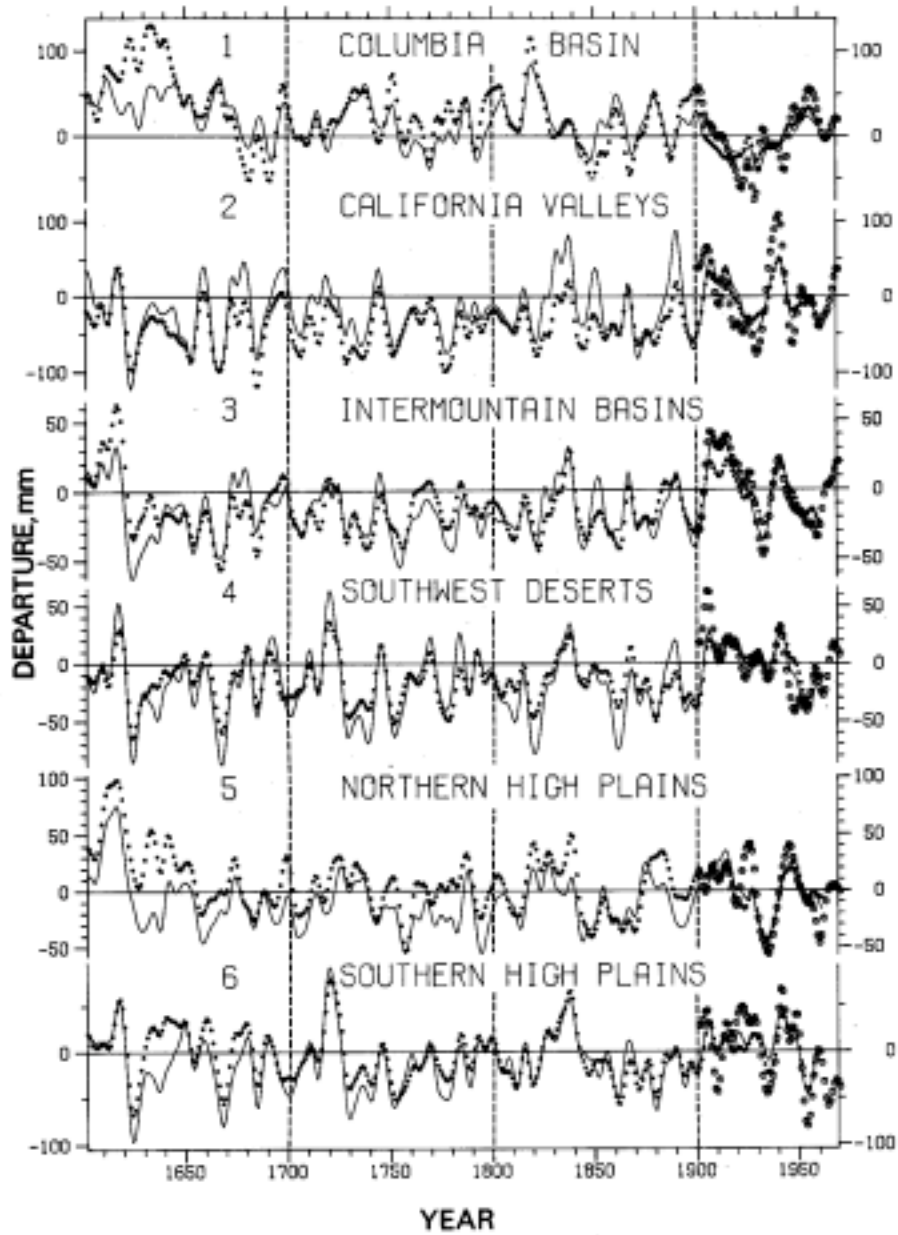 1 COLUMBIA BASIN
100 100
0 0
2 CALIFORNIA VALLEYS
100 100
0 0
-100 -100
3 INTERMOUNTAIN BASINS
50 50
0 0
-50 -50
4 SOUTHWEST DESERTS
50 50
0 0
-50 -50
5 NORTHERN HIGH PLAINS
100 100
50 50
0 0
-50 -50
6 SOUTHERN HIGH PLAINS
0 0
-100 -100
DEPARTURE, mm
1650 1700 1750 1800 1850 1900 1950
YEAR